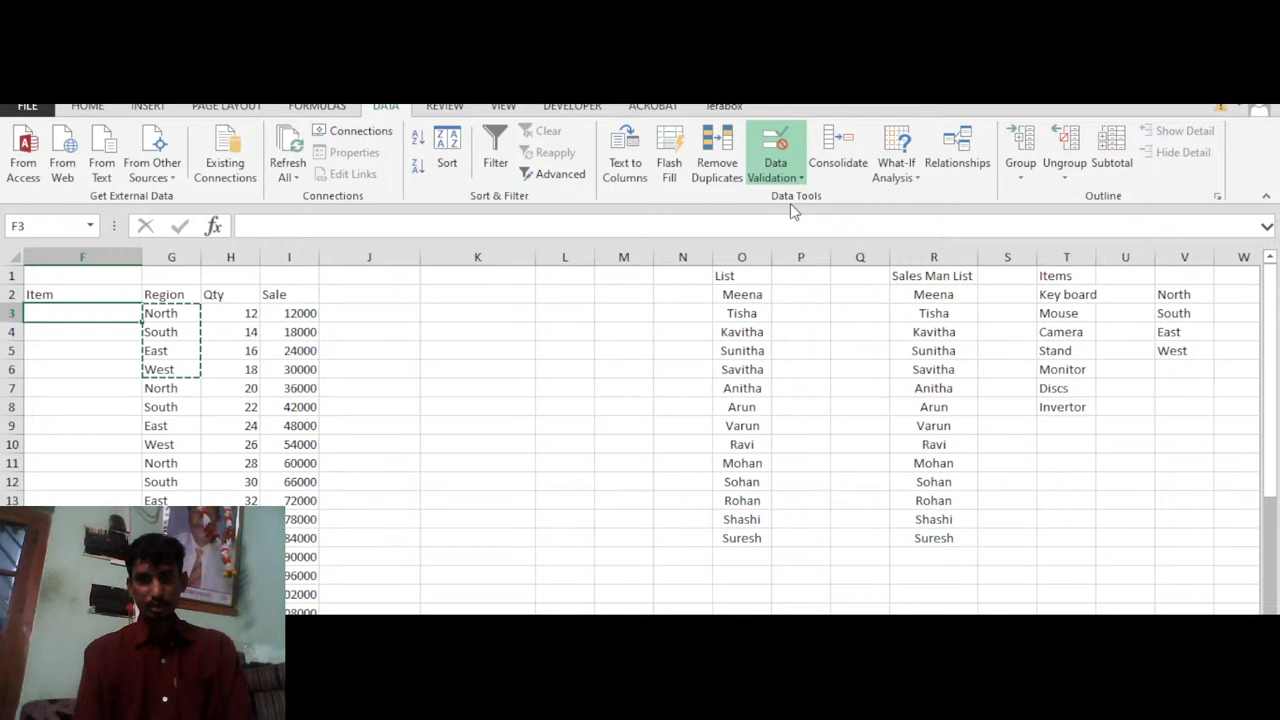 FILE HOME INSERT PAGE LAYOUT FORMULAS DATA REVIEW VIEW DEVELOPER ACROBAT Terabox
From Access From Web From Text From Other Sources Existing Connections Refresh All Connections Properties Edit Links Sort Filter Clear Reapply Advanced Text to Columns Flash Fill Remove Duplicates Data Validation Consolidate What-If Analysis Relationships Group Ungroup Subtotal Show Detail Hide Detail
Get External Data Connections Sort & Filter Data Tools Outline
F3 fx
F G H I J K L M N O P Q R S T U V W
1 List Sales Man List Items
2 Item Region Qty Sale Meena Meena Key board North
3 North 12 12000 Tisha Tisha Mouse South
4 South 14 18000 Kavitha Kavitha Camera East
5 East 16 24000 Sunitha Sunitha Stand West
6 West 18 30000 Savitha Savitha Monitor
7 North 20 36000 Anitha Anitha Discs
8 South 22 42000 Arun Arun Invertor
9 East 24 48000 Varun Varun
10 West 26 54000 Ravi Ravi
11 North 28 60000 Mohan Mohan
12 South 30 66000 Sohan Sohan
13 East 32 72000 Rohan Rohan
78000 Shashi Shashi
84000 Suresh Suresh
90000
96000